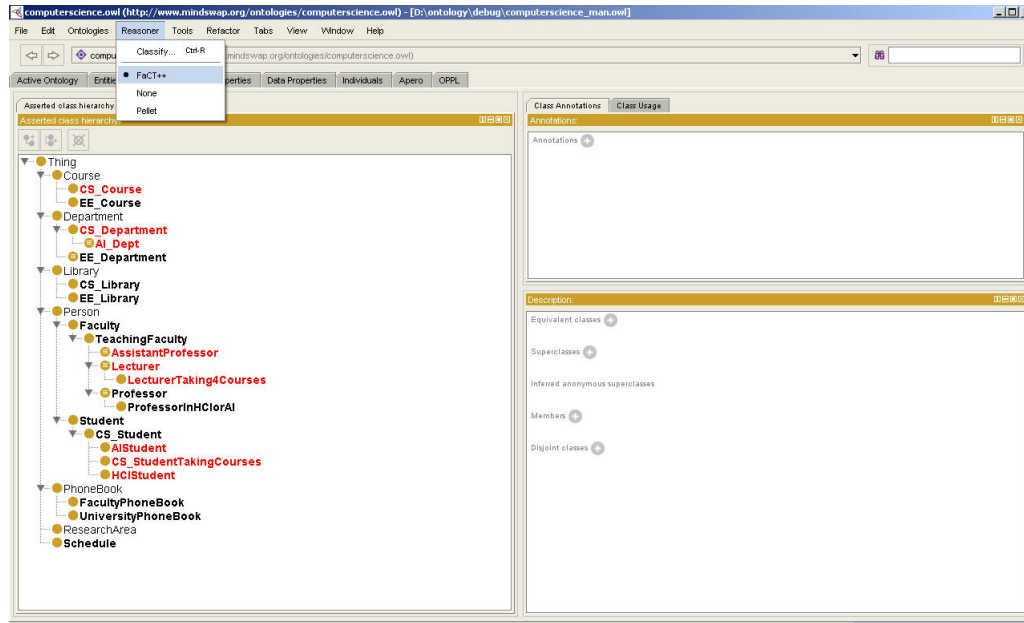 computerscience.owl (http://www.mindswap.org/ontologies/computerscience.owl) - [D:\ontology\debug\computerscience_man.owl]
File Edit Ontologies Reasoner Tools Refactor Tabs View Window Help
compu mindswap.org/ontologies/computerscience.owl)
Classify... Ctrl-R
FaCT++
None
Pellet
Active Ontology Entitie perties Data Properties Individuals Apero OPPL
Asserted class hierarchy
Asserted class hierarchy:
Thing
Course
CS_Course
EE_Course
Department
CS_Department
AI_Dept
EE_Department
Library
CS_Library
EE_Library
Person
Faculty
TeachingFaculty
AssistantProfessor
Lecturer
LecturerTaking4Courses
Professor
ProfessorInHCIorAI
Student
CS_Student
AIStudent
CS_StudentTakingCourses
HCIStudent
PhoneBook
FacultyPhoneBook
UniversityPhoneBook
ResearchArea
Schedule
Class Annotations Class Usage
Annotations:
Annotations
Description:
Equivalent classes
Superclasses
Inferred anonymous superclasses
Members
Disjoint classes